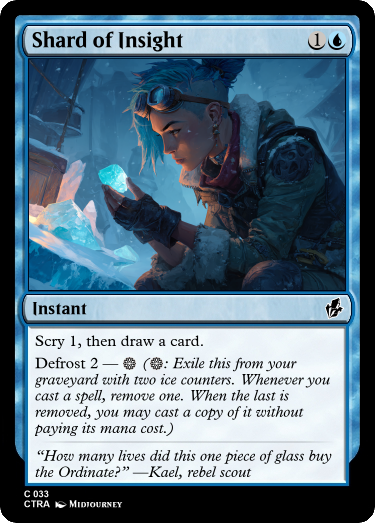 Shard of Insight 1
Instant
Scry 1, then draw a card.
Defrost 2 — ❆ (❆: Exile this from your
graveyard with two ice counters. Whenever you
cast a spell, remove one. When the last is
removed, you may cast a copy of it without
paying its mana cost.)
“How many lives did this one piece of glass buy
the Ordinate?” —Kael, rebel scout
C 033
CTRA Midjourney